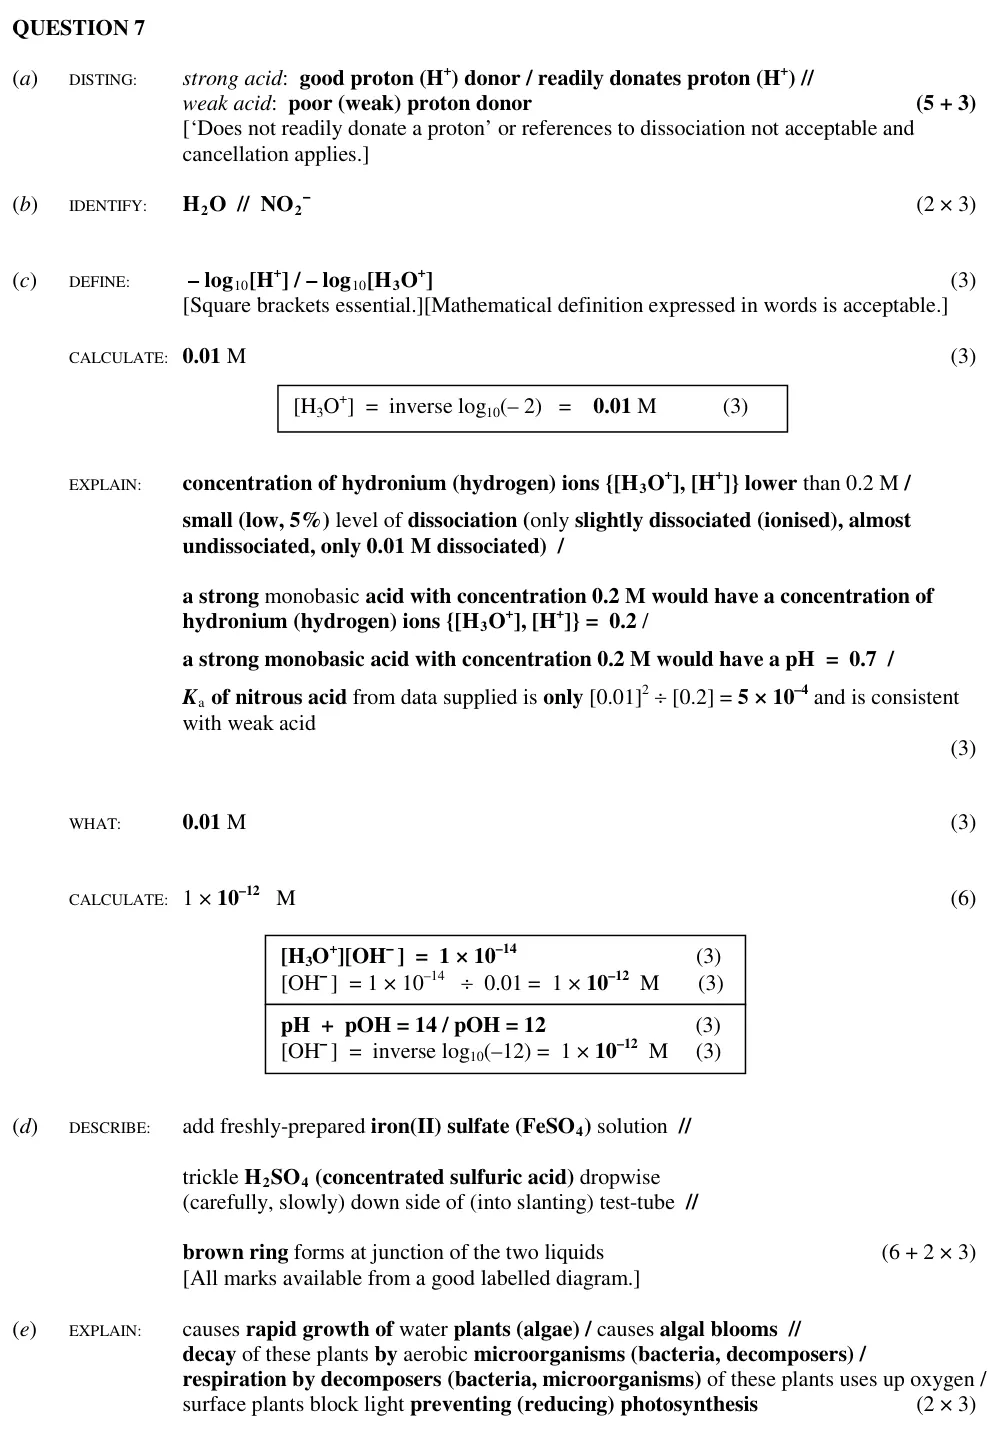 QUESTION 7
(a) DISTING: strong acid: good proton (H⁺) donor / readily donates proton (H⁺) //
weak acid: poor (weak) proton donor (5 + 3)
[‘Does not readily donate a proton’ or references to dissociation not acceptable and
cancellation applies.]
(b) IDENTIFY: H₂O // NO₂⁻ (2 × 3)
(c) DEFINE: – log₁₀[H⁺] / – log₁₀[H₃O⁺] (3)
[Square brackets essential.][Mathematical definition expressed in words is acceptable.]
CALCULATE: 0.01 M (3)
[H₃O⁺] = inverse log₁₀(– 2) = 0.01 M (3)
EXPLAIN: concentration of hydronium (hydrogen) ions {[H₃O⁺], [H⁺]} lower than 0.2 M /
small (low, 5%) level of dissociation (only slightly dissociated (ionised), almost
undissociated, only 0.01 M dissociated) /
a strong monobasic acid with concentration 0.2 M would have a concentration of
hydronium (hydrogen) ions {[H₃O⁺], [H⁺]} = 0.2 /
a strong monobasic acid with concentration 0.2 M would have a pH = 0.7 /
Kₐ of nitrous acid from data supplied is only [0.01]² ÷ [0.2] = 5 × 10⁻⁴ and is consistent
with weak acid
(3)
WHAT: 0.01 M (3)
CALCULATE: 1 × 10⁻¹² M (6)
[H₃O⁺][OH⁻ ] = 1 × 10⁻¹⁴ (3)
[OH⁻ ] = 1 × 10⁻¹⁴ ÷ 0.01 = 1 × 10⁻¹² M (3)
pH + pOH = 14 / pOH = 12 (3)
[OH⁻ ] = inverse log₁₀(–12) = 1 × 10⁻¹² M (3)
(d) DESCRIBE: add freshly-prepared iron(II) sulfate (FeSO₄) solution //
trickle H₂SO₄ (concentrated sulfuric acid) dropwise
(carefully, slowly) down side of (into slanting) test-tube //
brown ring forms at junction of the two liquids (6 + 2 × 3)
[All marks available from a good labelled diagram.]
(e) EXPLAIN: causes rapid growth of water plants (algae) / causes algal blooms //
decay of these plants by aerobic microorganisms (bacteria, decomposers) /
respiration by decomposers (bacteria, microorganisms) of these plants uses up oxygen /
surface plants block light preventing (reducing) photosynthesis (2 × 3)